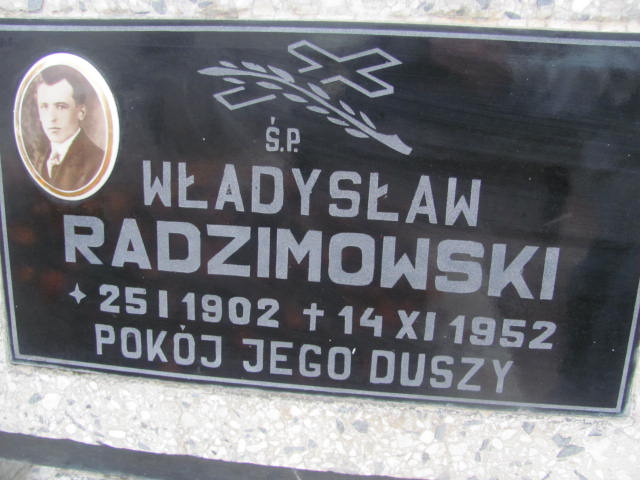 Ś.P.
WŁADYSŁAW
RADZIMOWSKI
25 I 1902 † 14 XI 1952
POKÓJ JEGO DUSZY